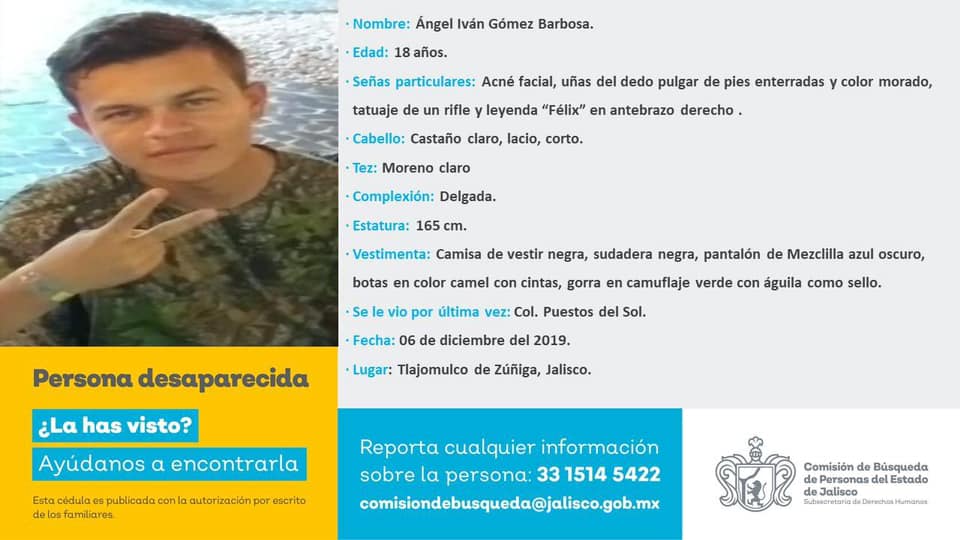 · Nombre: Ángel Iván Gómez Barbosa.
· Edad: 18 años.
· Señas particulares: Acné facial, uñas del dedo pulgar de pies enterradas y color morado,
tatuaje de un rifle y leyenda “Félix” en antebrazo derecho .
· Cabello: Castaño claro, lacio, corto.
· Tez: Moreno claro
· Complexión: Delgada.
· Estatura: 165 cm.
· Vestimenta: Camisa de vestir negra, sudadera negra, pantalón de Mezclilla azul oscuro,
botas en color camel con cintas, gorra en camuflaje verde con águila como sello.
· Se le vio por última vez: Col. Puestos del Sol.
· Fecha: 06 de diciembre del 2019.
· Lugar: Tlajomulco de Zúñiga, Jalisco.
Persona desaparecida
¿La has visto?
Ayúdanos a encontrarla
Esta cédula es publicada con la autorización por escrito
de los familiares.
Reporta cualquier información
sobre la persona: 33 1514 5422
comisiondebusqueda@jalisco.gob.mx
Comisión de Búsqueda
de Personas del Estado
de Jalisco
Subsecretaría de Derechos Humanos